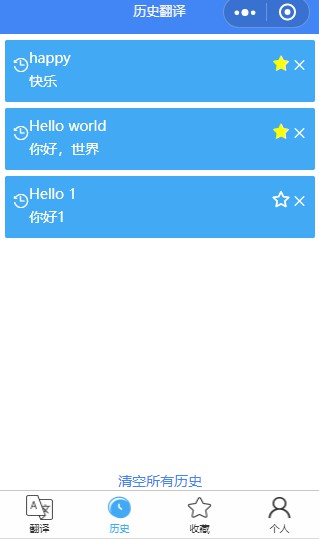 历史翻译
happy
快乐
Hello world
你好，世界
Hello 1
你好1
清空所有历史
翻译 历史 收藏 个人